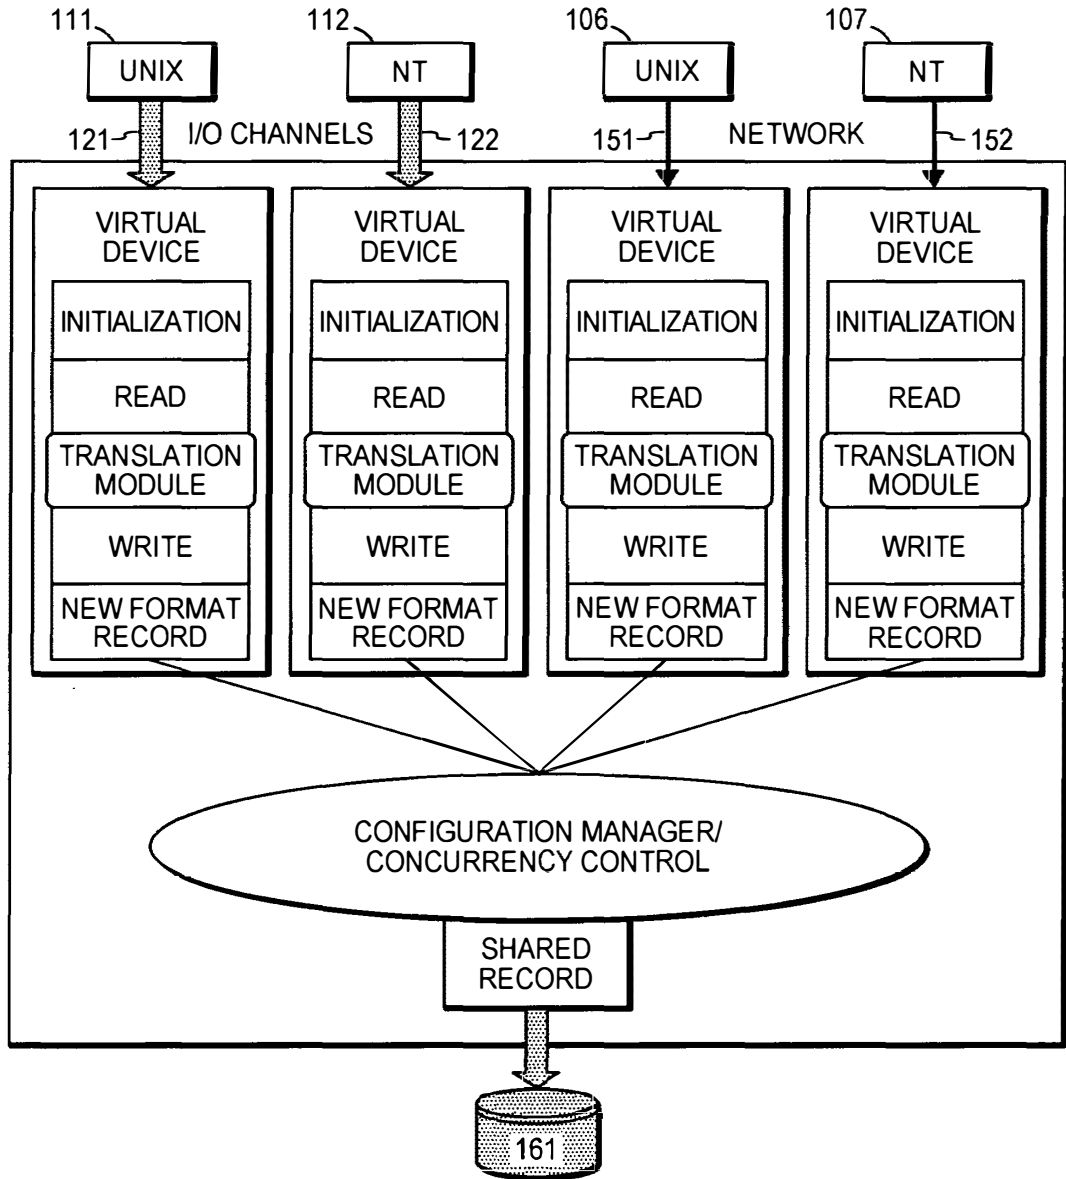 111
112
106
107
UNIX
NT
UNIX
NT
121
I/O CHANNELS
122
151
NETWORK
152
VIRTUAL
DEVICE
INITIALIZATION
READ
TRANSLATION
MODULE
WRITE
NEW FORMAT
RECORD
VIRTUAL
DEVICE
INITIALIZATION
READ
TRANSLATION
MODULE
WRITE
NEW FORMAT
RECORD
VIRTUAL
DEVICE
INITIALIZATION
READ
TRANSLATION
MODULE
WRITE
NEW FORMAT
RECORD
VIRTUAL
DEVICE
INITIALIZATION
READ
TRANSLATION
MODULE
WRITE
NEW FORMAT
RECORD
CONFIGURATION MANAGER/
CONCURRENCY CONTROL
SHARED
RECORD
161